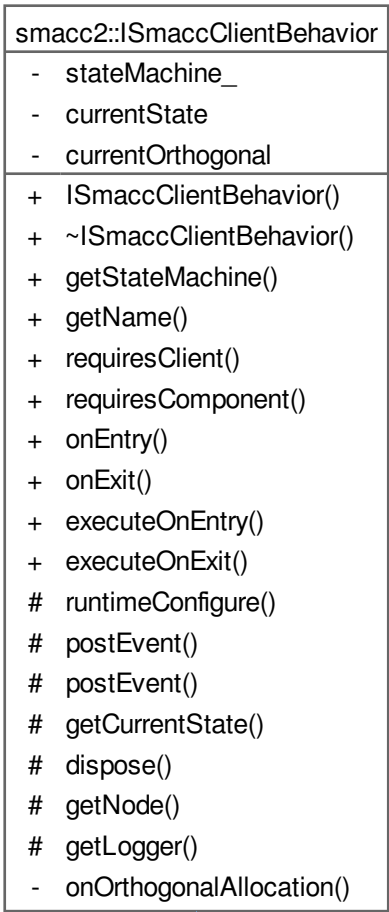 smacc2::ISmaccClientBehavior
- stateMachine_
- currentState
- currentOrthogonal
+ ISmaccClientBehavior()
+ ~ISmaccClientBehavior()
+ getStateMachine()
+ getName()
+ requiresClient()
+ requiresComponent()
+ onEntry()
+ onExit()
+ executeOnEntry()
+ executeOnExit()
# runtimeConfigure()
# postEvent()
# postEvent()
# getCurrentState()
# dispose()
# getNode()
# getLogger()
- onOrthogonalAllocation()